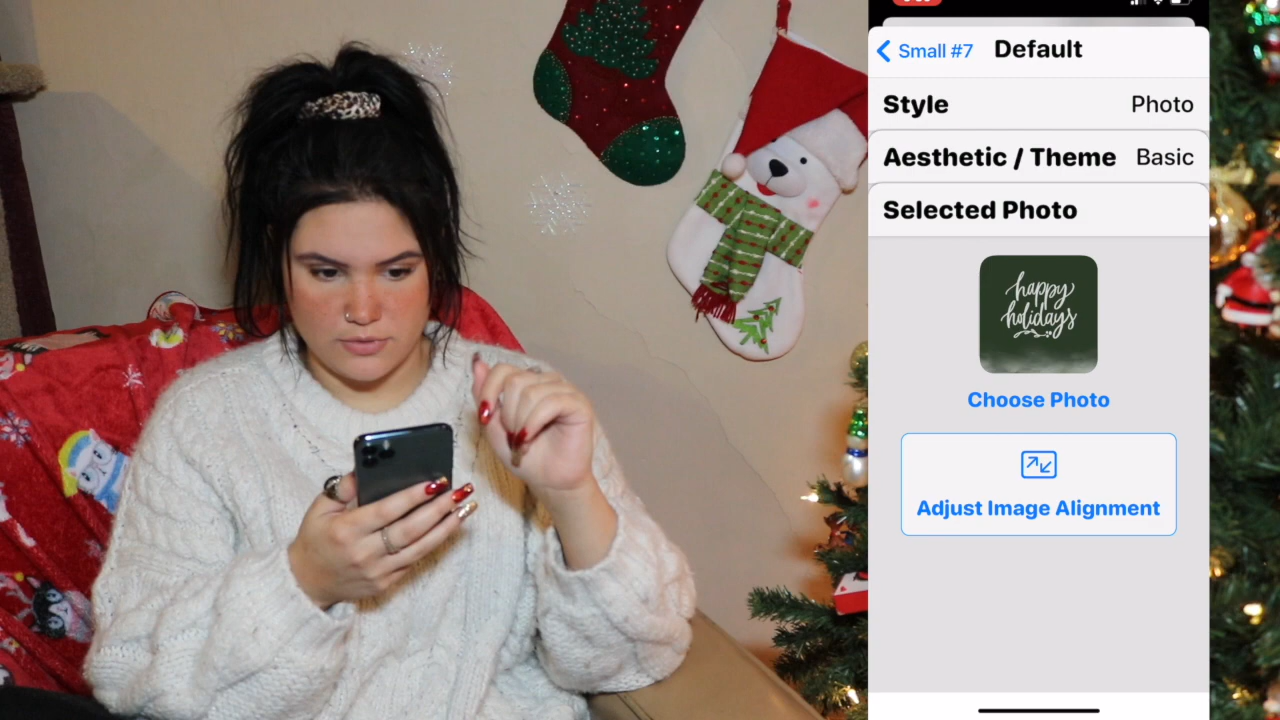 Small #7 Default
Style Photo
Aesthetic / Theme Basic
Selected Photo
happy
holidays
Choose Photo
Adjust Image Alignment